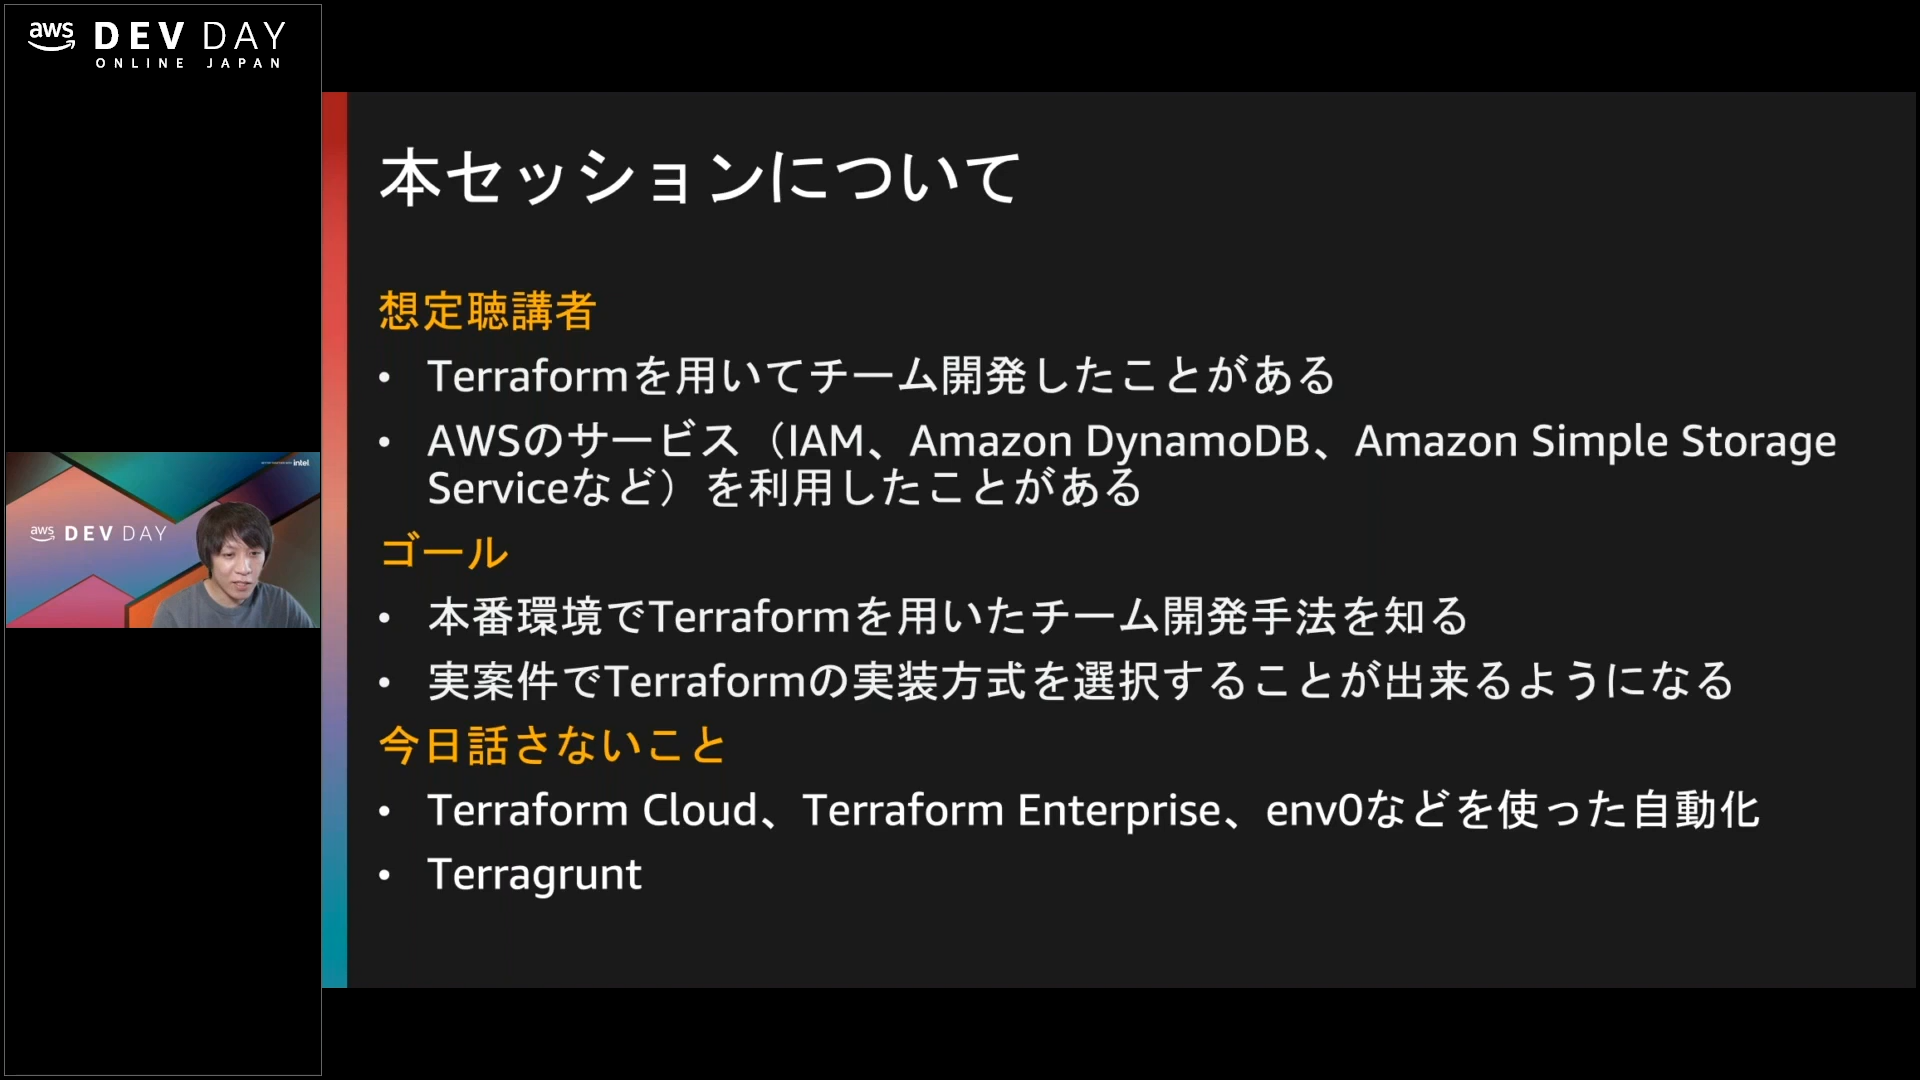 aws DEV DAY
ONLINE JAPAN
本セッションについて
想定聴講者
• Terraformを用いてチーム開発したことがある
• AWSのサービス（IAM、Amazon DynamoDB、Amazon Simple Storage
Serviceなど）を利用したことがある
ゴール
• 本番環境でTerraformを用いたチーム開発手法を知る
• 実案件でTerraformの実装方式を選択することが出来るようになる
今日話さないこと
• Terraform Cloud、Terraform Enterprise、env0などを使った自動化
• Terragrunt
intel
aws DEV DAY